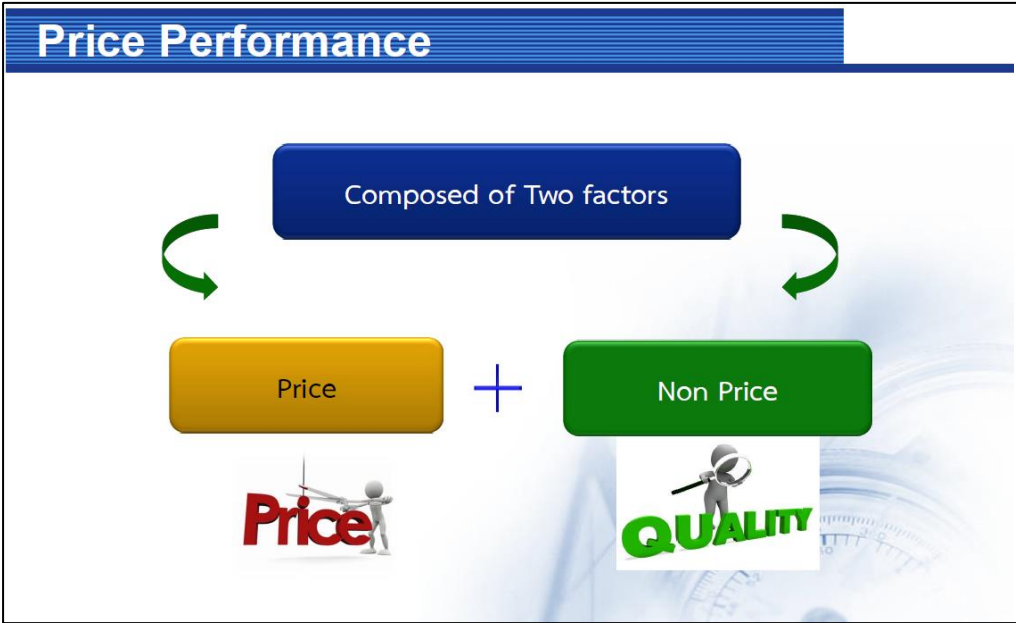 Price Performance
Composed of Two factors
Price
Non Price
Price
QUALITY